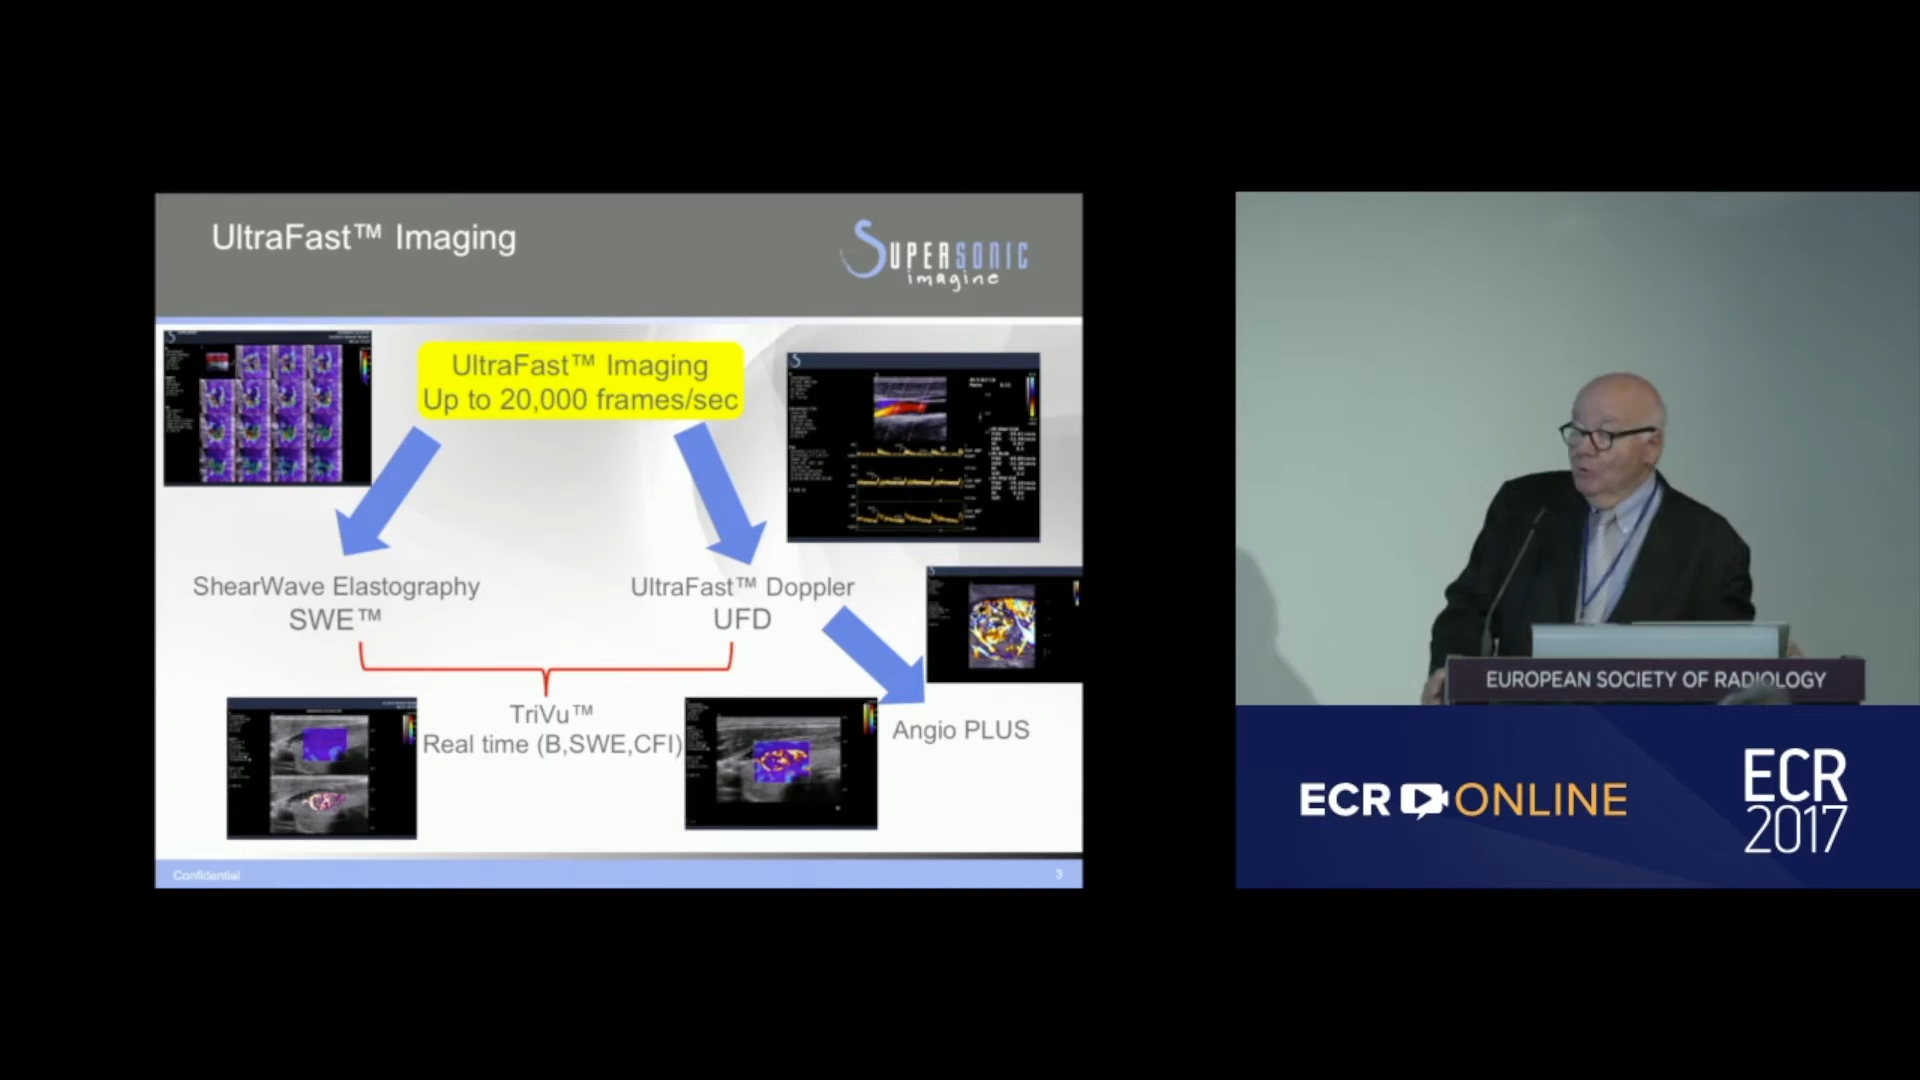 UltraFast™ Imaging
SUPERSONIC
imagine
UltraFast™ Imaging
Up to 20,000 frames/sec
ShearWave Elastography
SWE™
UltraFast™ Doppler
UFD
TriVu™
Real time (B,SWE,CFI)
Angio PLUS
Confidential
3
EUROPEAN SOCIETY OF RADIOLOGY
ECR ONLINE
ECR
2017